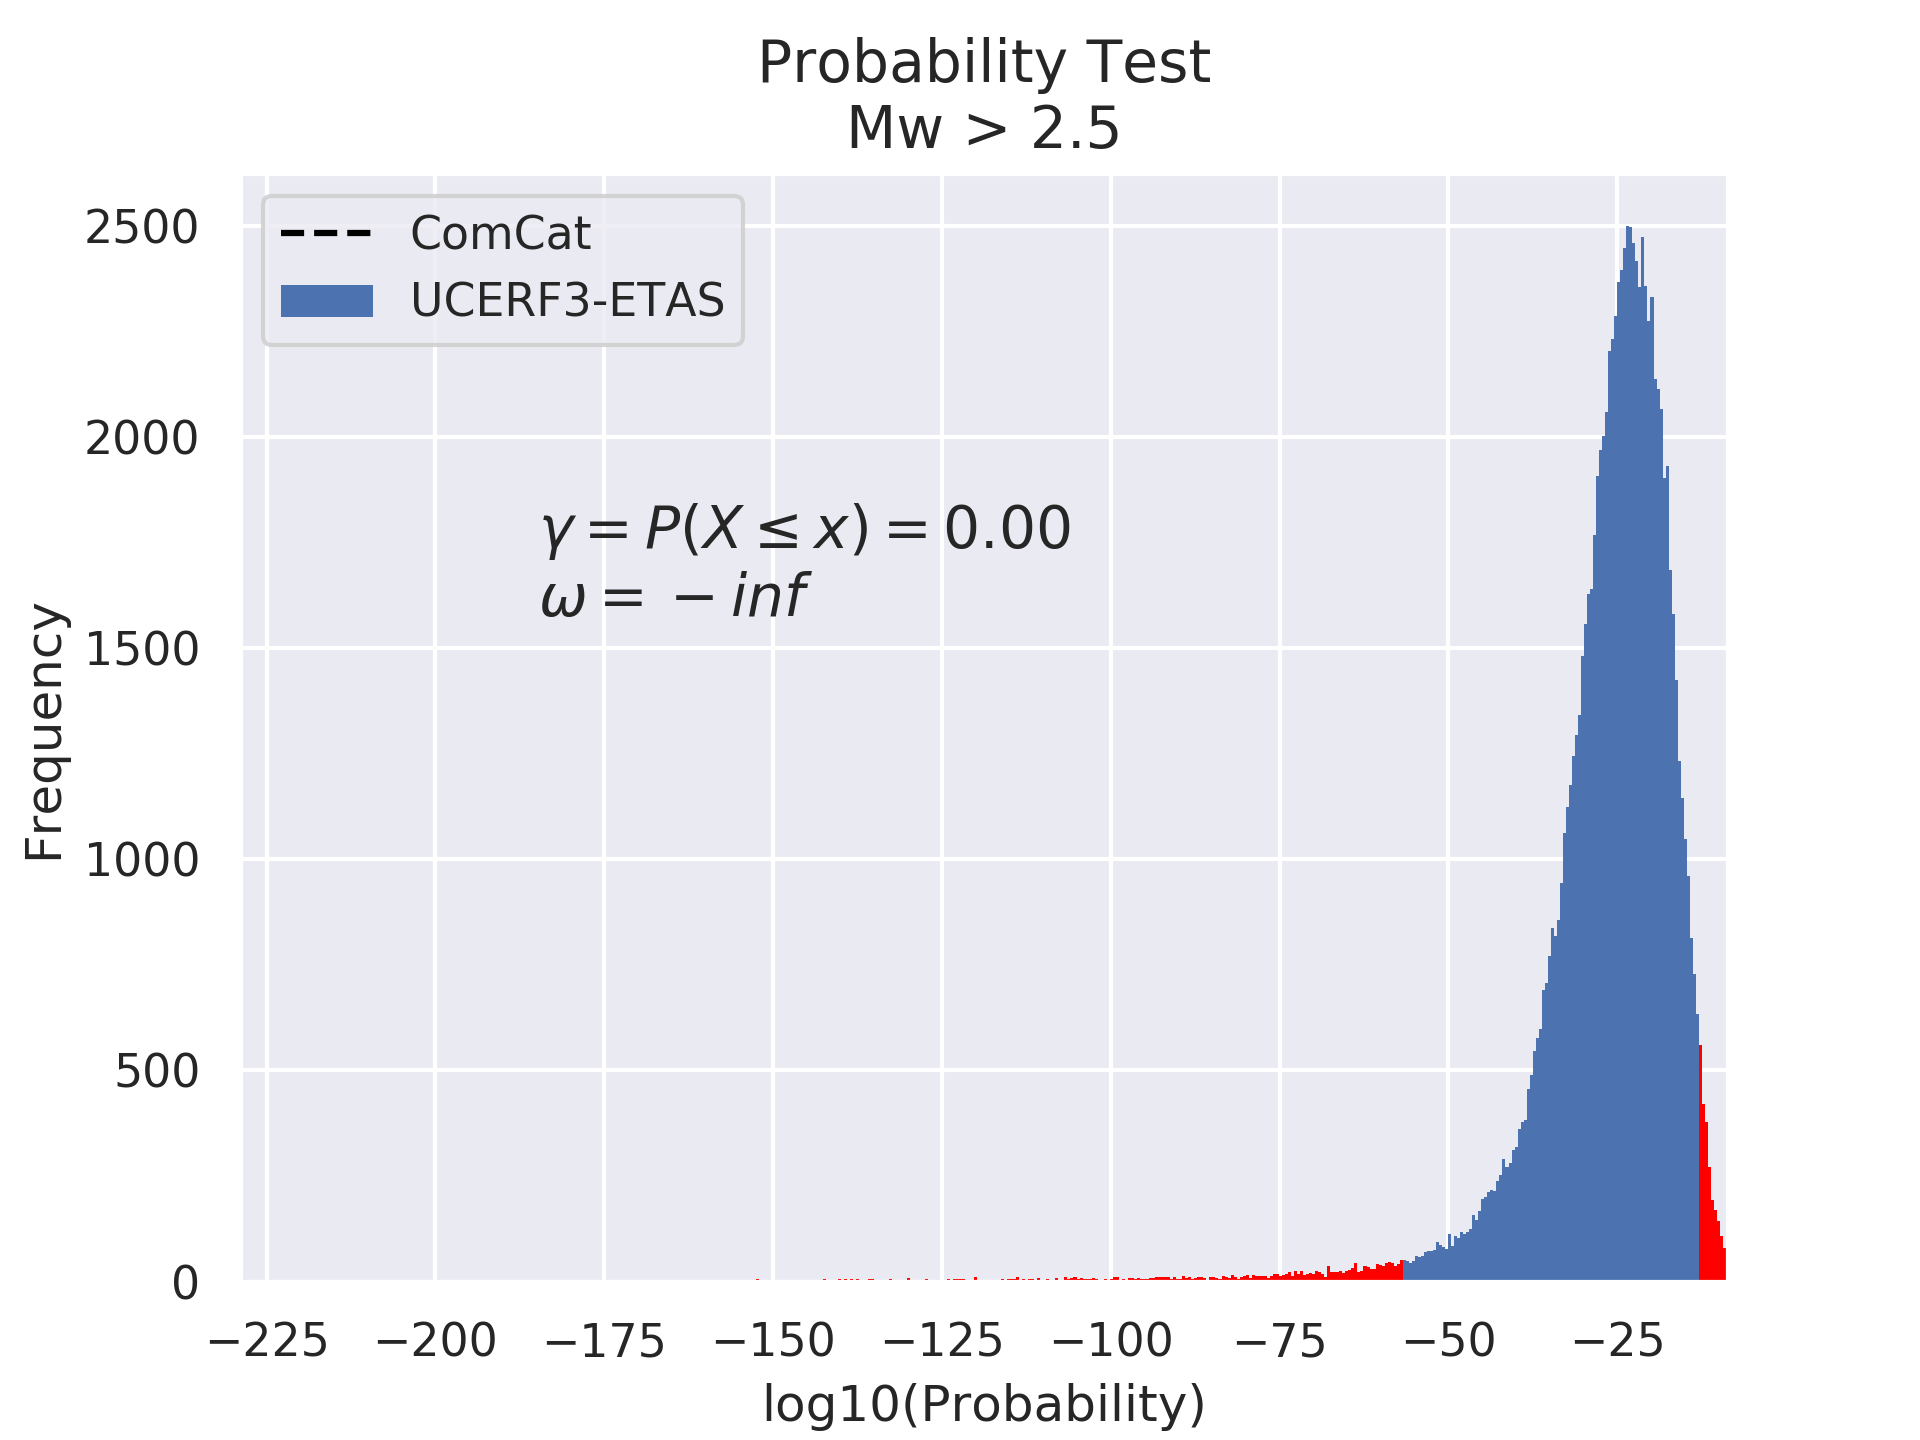 Probability Test
Mw > 2.5
ComCat
UCERF3-ETAS
γ = P(X ≤ x) = 0.00
ω = − inf
Frequency
2500
2000
1500
1000
500
0
−225 −200 −175 −150 −125 −100 −75 −50 −25
log10(Probability)